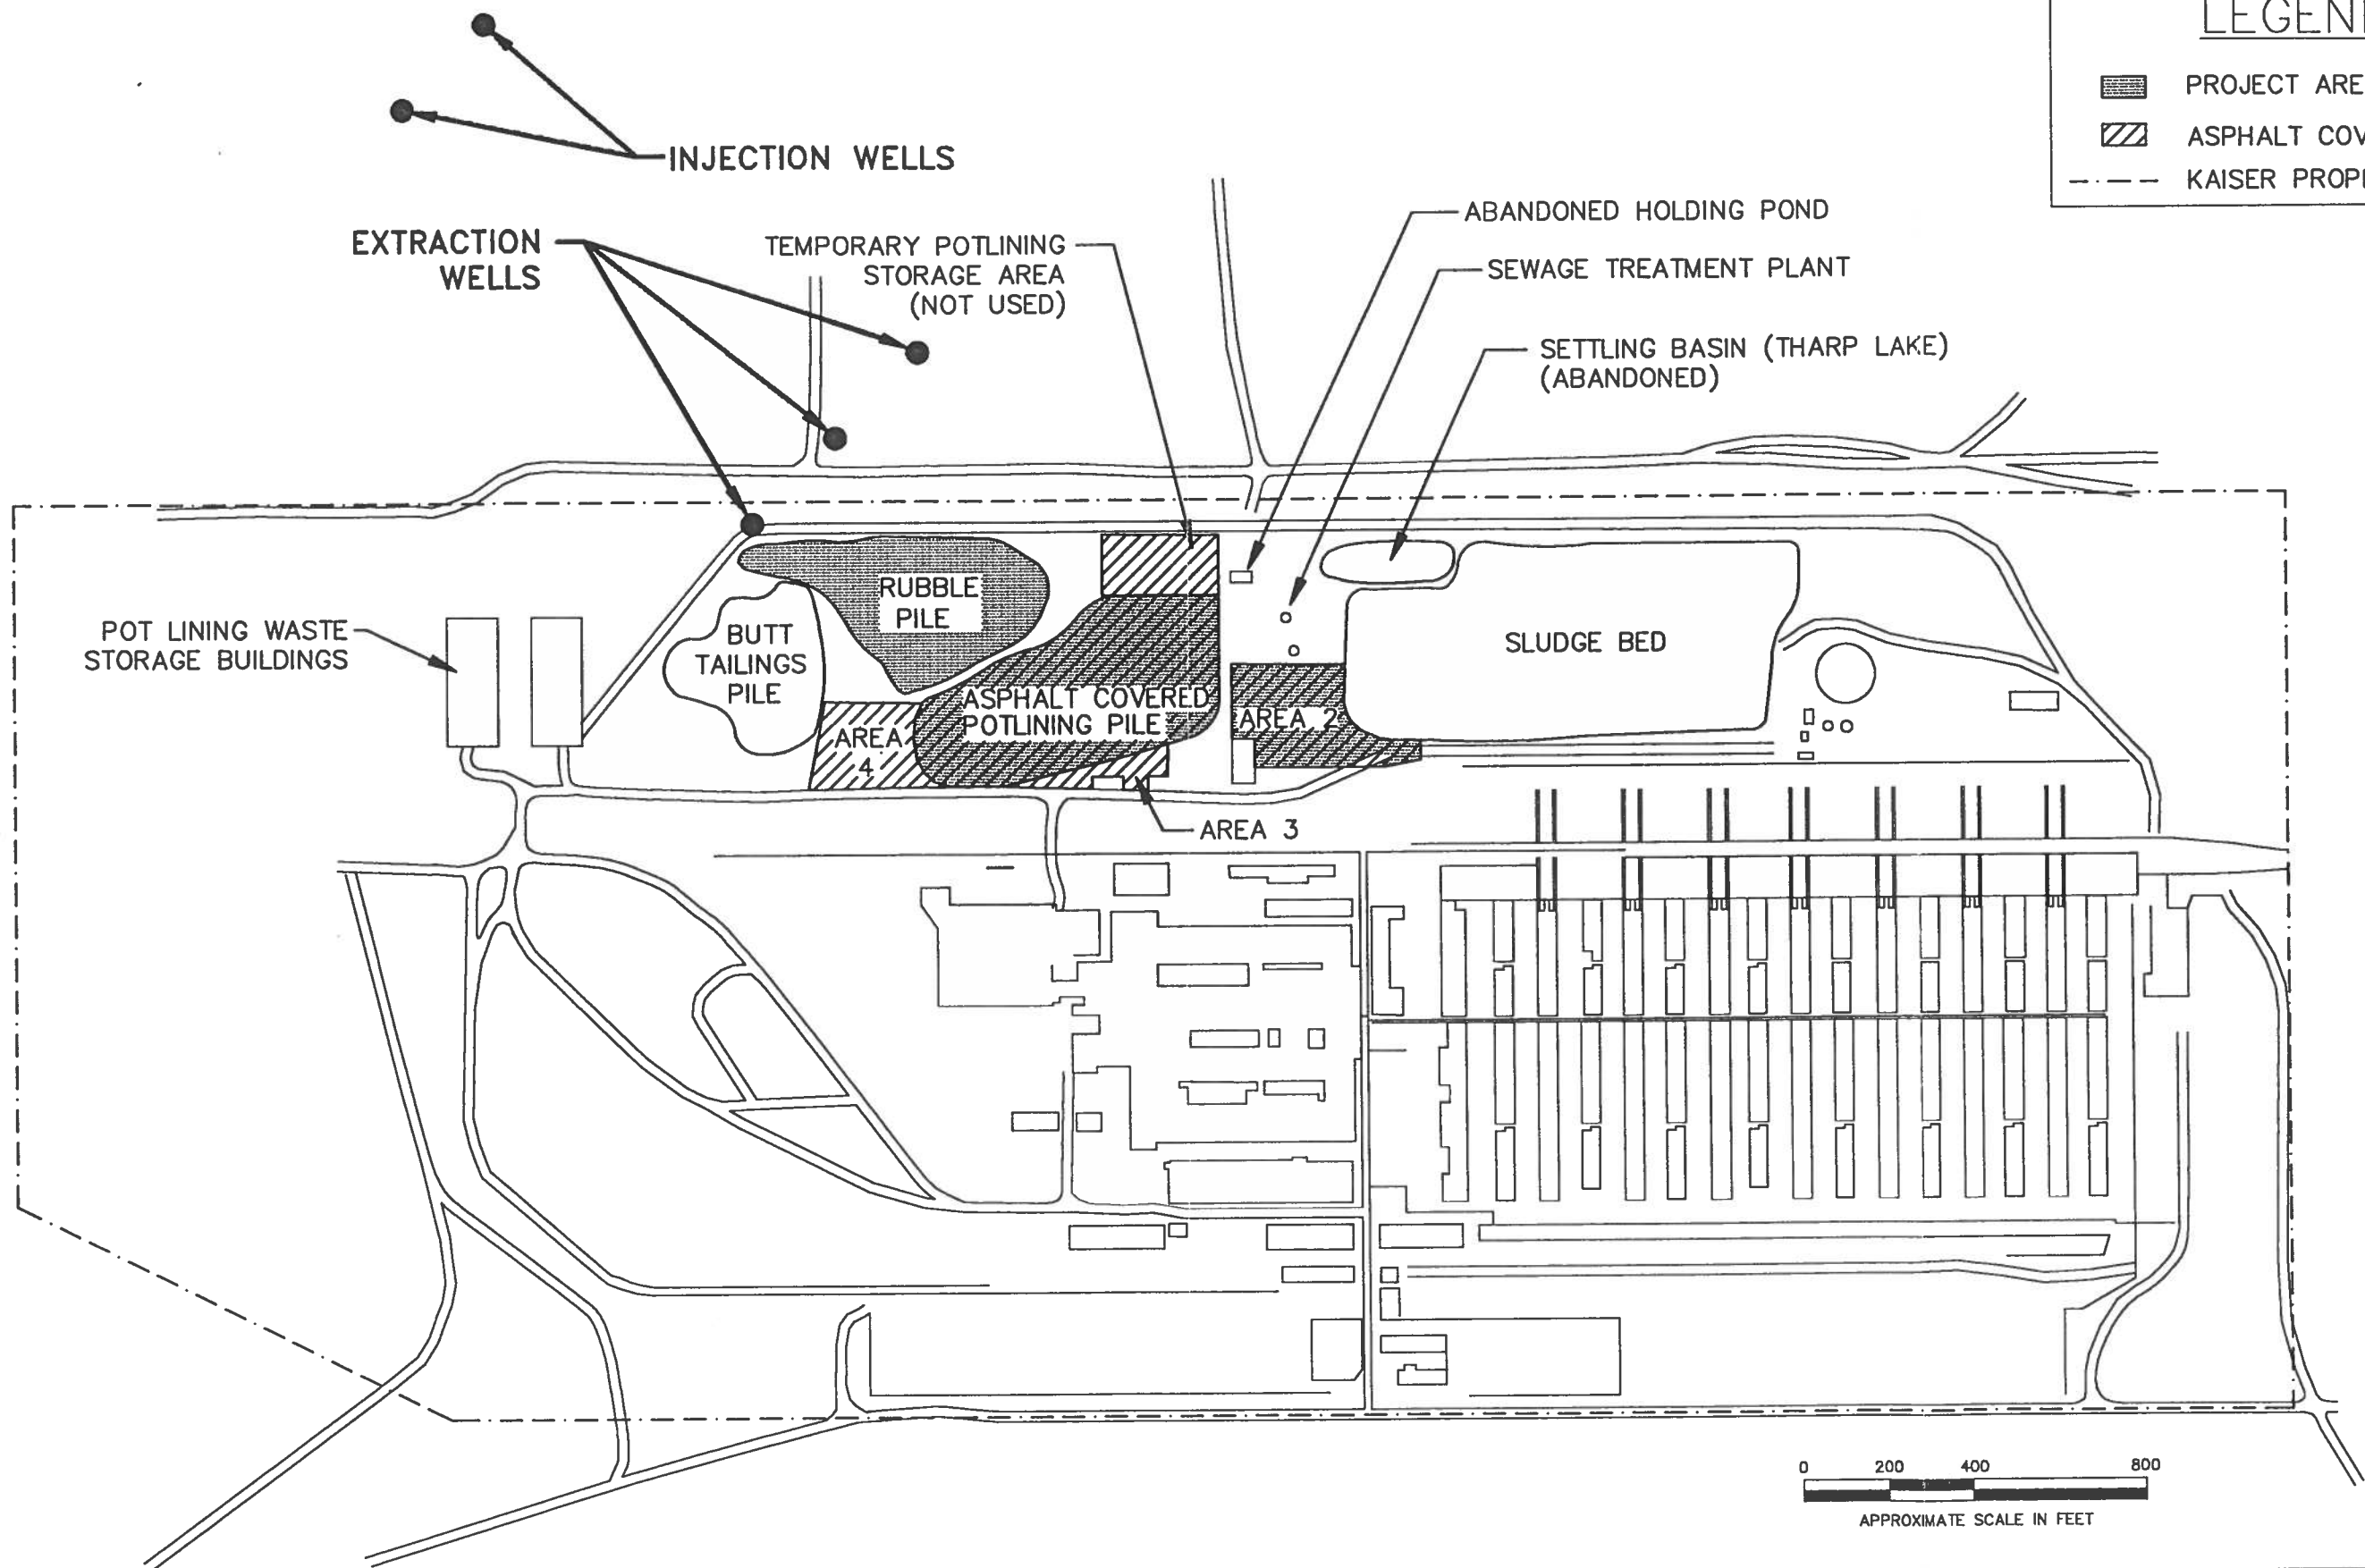 LEGEN
PROJECT ARE
ASPHALT COV
KAISER PROP
INJECTION WELLS
EXTRACTION
WELLS
TEMPORARY POTLINING
STORAGE AREA
(NOT USED)
ABANDONED HOLDING POND
SEWAGE TREATMENT PLANT
SETTLING BASIN (THARP LAKE)
(ABANDONED)
POT LINING WASTE
STORAGE BUILDINGS
RUBBLE
PILE
BUTT
TAILINGS
PILE
SLUDGE BED
ASPHALT COVERED
POTLINING PILE
AREA 2
AREA
4
AREA 3
0 200 400 800
APPROXIMATE SCALE IN FEET